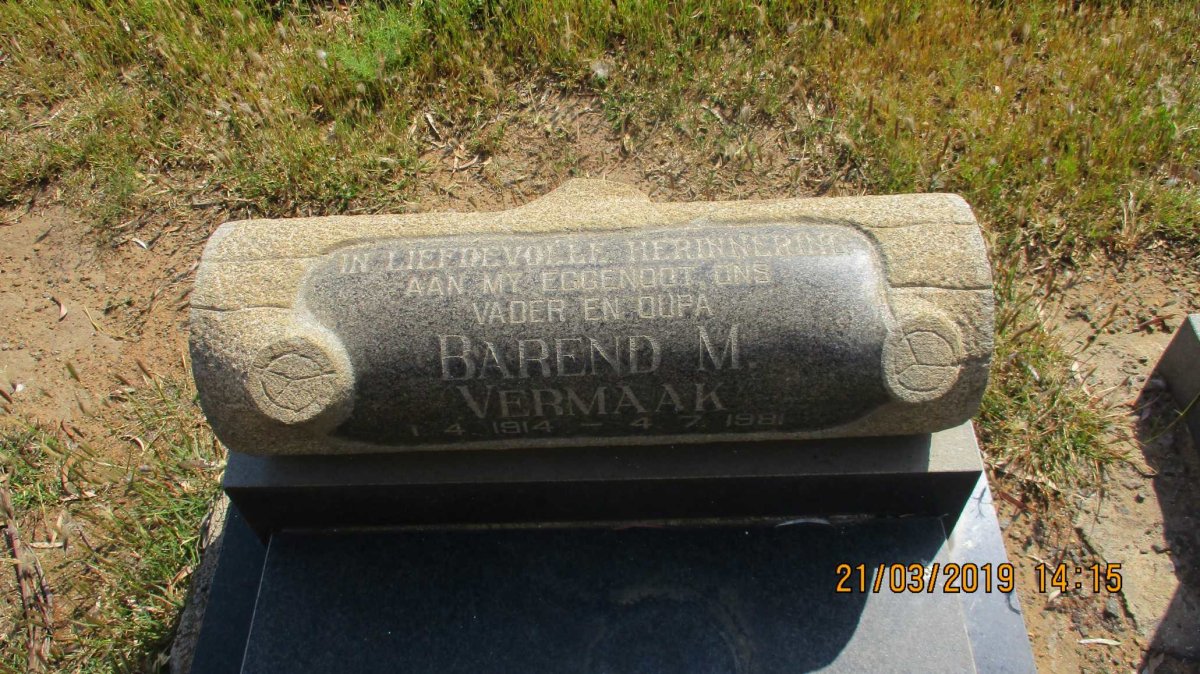 IN LIEFDEVOLLE HERINNERING
AAN MY EGGENOOT, ONS
VADER EN OUPA
BAREND M.
VERMAAK
1. 4. 1914 – 4. 7. 1981
21/03/2019 14:15